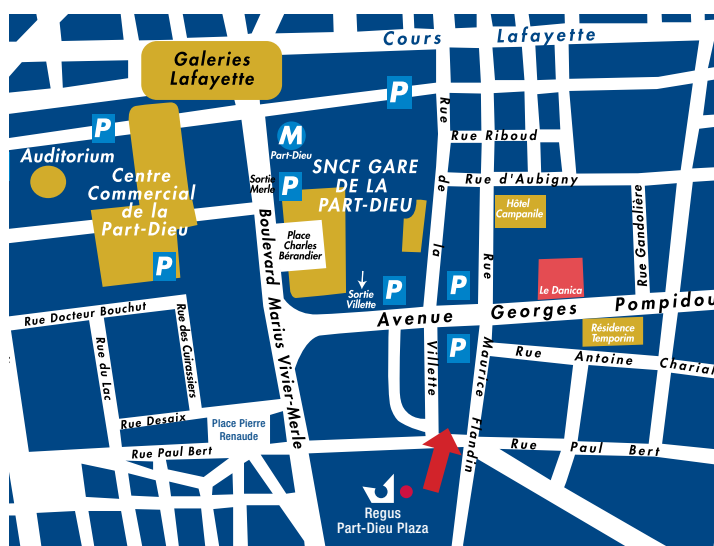 Cours Lafayette
Galeries
Lafayette
P
P
Rue de la Villette
Rue Riboud
M
Part-Dieu
Auditorium
Centre
Commercial
de la
Part-Dieu
Sortie
Merle
P
SNCF GARE
DE LA
PART-DIEU
Rue d'Aubigny
Hôtel
Campanile
Rue Gandolière
Place
Charles
Bérandier
Boulevard Marius Vivier-Merle
P
Sortie
Villette
P
P
Le Danica
Rue Maurice Flandin
Avenue Georges Pompidou
Rue Docteur Bouchut
Rue des Cuirassiers
Rue du Lac
Résidence
Temporim
P
Rue Antoine Charial
Rue Desaix
Place Pierre
Renaude
Rue Paul Bert
Rue Paul Bert
Regus
Part-Dieu Plaza